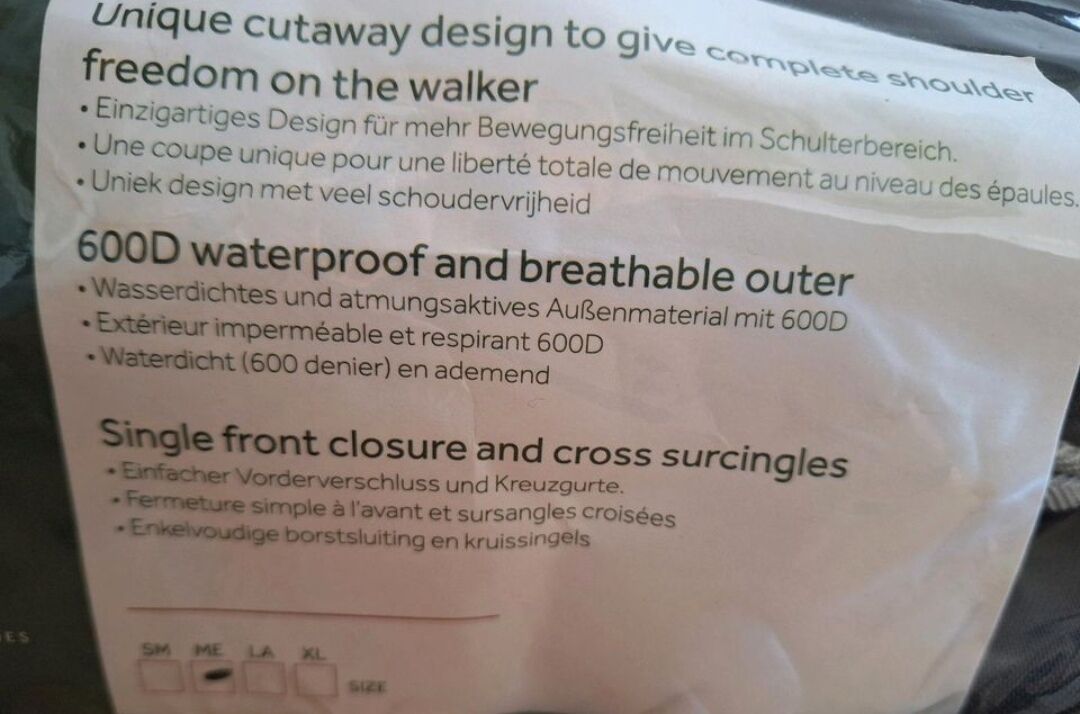 Unique cutaway design to give complete shoulder
freedom on the walker
• Einzigartiges Design für mehr Bewegungsfreiheit im Schulterbereich.
• Une coupe unique pour une liberté totale de mouvement au niveau des épaules.
• Uniek design met veel schoudervrijheid
600D waterproof and breathable outer
• Wasserdichtes und atmungsaktives Außenmaterial mit 600D
• Extérieur imperméable et respirant 600D
• Waterdicht (600 denier) en ademend
Single front closure and cross surcingles
• Einfacher Vorderverschluss und Kreuzgurte.
• Fermeture simple à l'avant et sursangles croisées
• Enkelvoudige borstsluiting en kruissingels
SM ME LA XL
SIZE